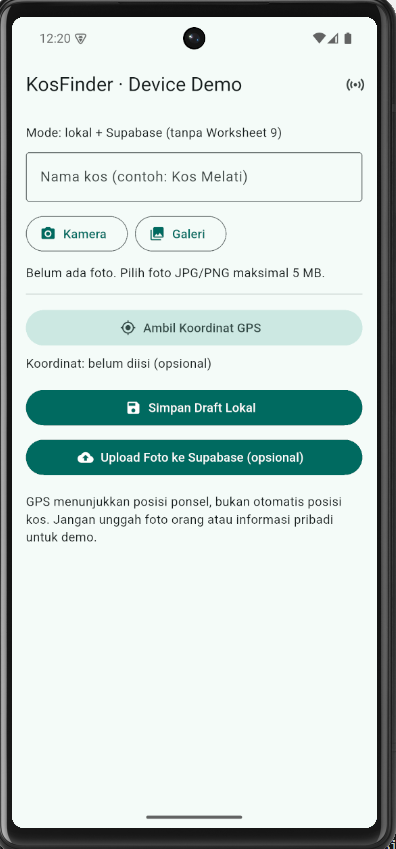 12:20
KosFinder · Device Demo
Mode: lokal + Supabase (tanpa Worksheet 9)
Nama kos (contoh: Kos Melati)
Kamera Galeri
Belum ada foto. Pilih foto JPG/PNG maksimal 5 MB.
Ambil Koordinat GPS
Koordinat: belum diisi (opsional)
Simpan Draft Lokal
Upload Foto ke Supabase (opsional)
GPS menunjukkan posisi ponsel, bukan otomatis posisi
kos. Jangan unggah foto orang atau informasi pribadi
untuk demo.